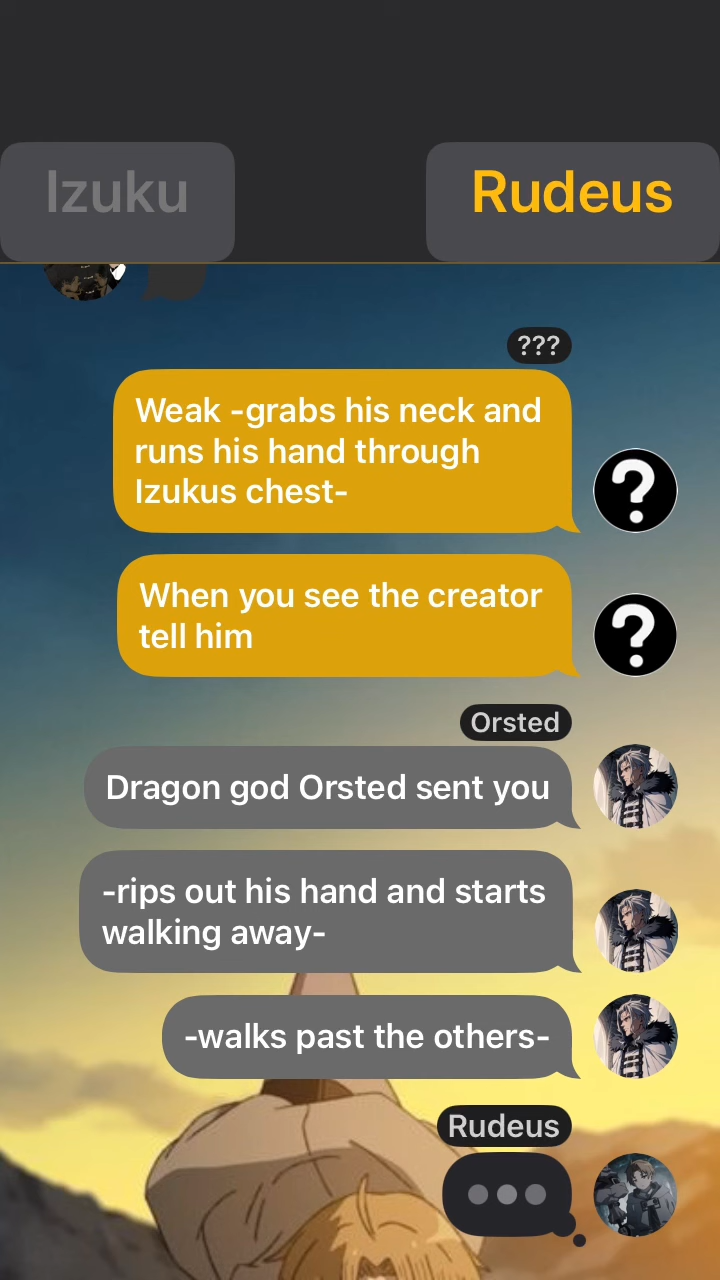 Izuku
Rudeus
???
Weak -grabs his neck and
runs his hand through
Izukus chest-
?
When you see the creator
tell him
?
Orsted
Dragon god Orsted sent you
-rips out his hand and starts
walking away-
-walks past the others-
Rudeus